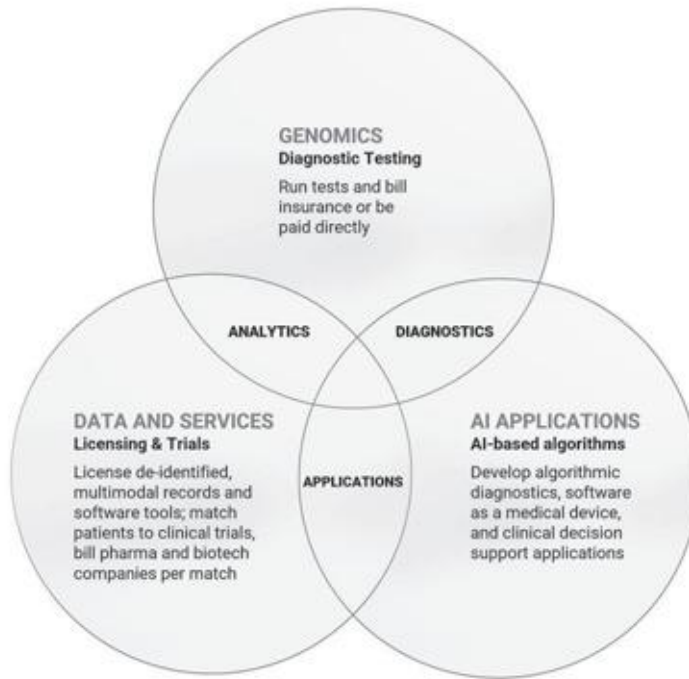 GENOMICS
Diagnostic Testing
Run tests and bill
insurance or be
paid directly
ANALYTICS
DIAGNOSTICS
DATA AND SERVICES
Licensing & Trials
License de-identified,
multimodal records and
software tools; match
patients to clinical trials,
bill pharma and biotech
companies per match
APPLICATIONS
AI APPLICATIONS
AI-based algorithms
Develop algorithmic
diagnostics, software
as a medical device,
and clinical decision
support applications